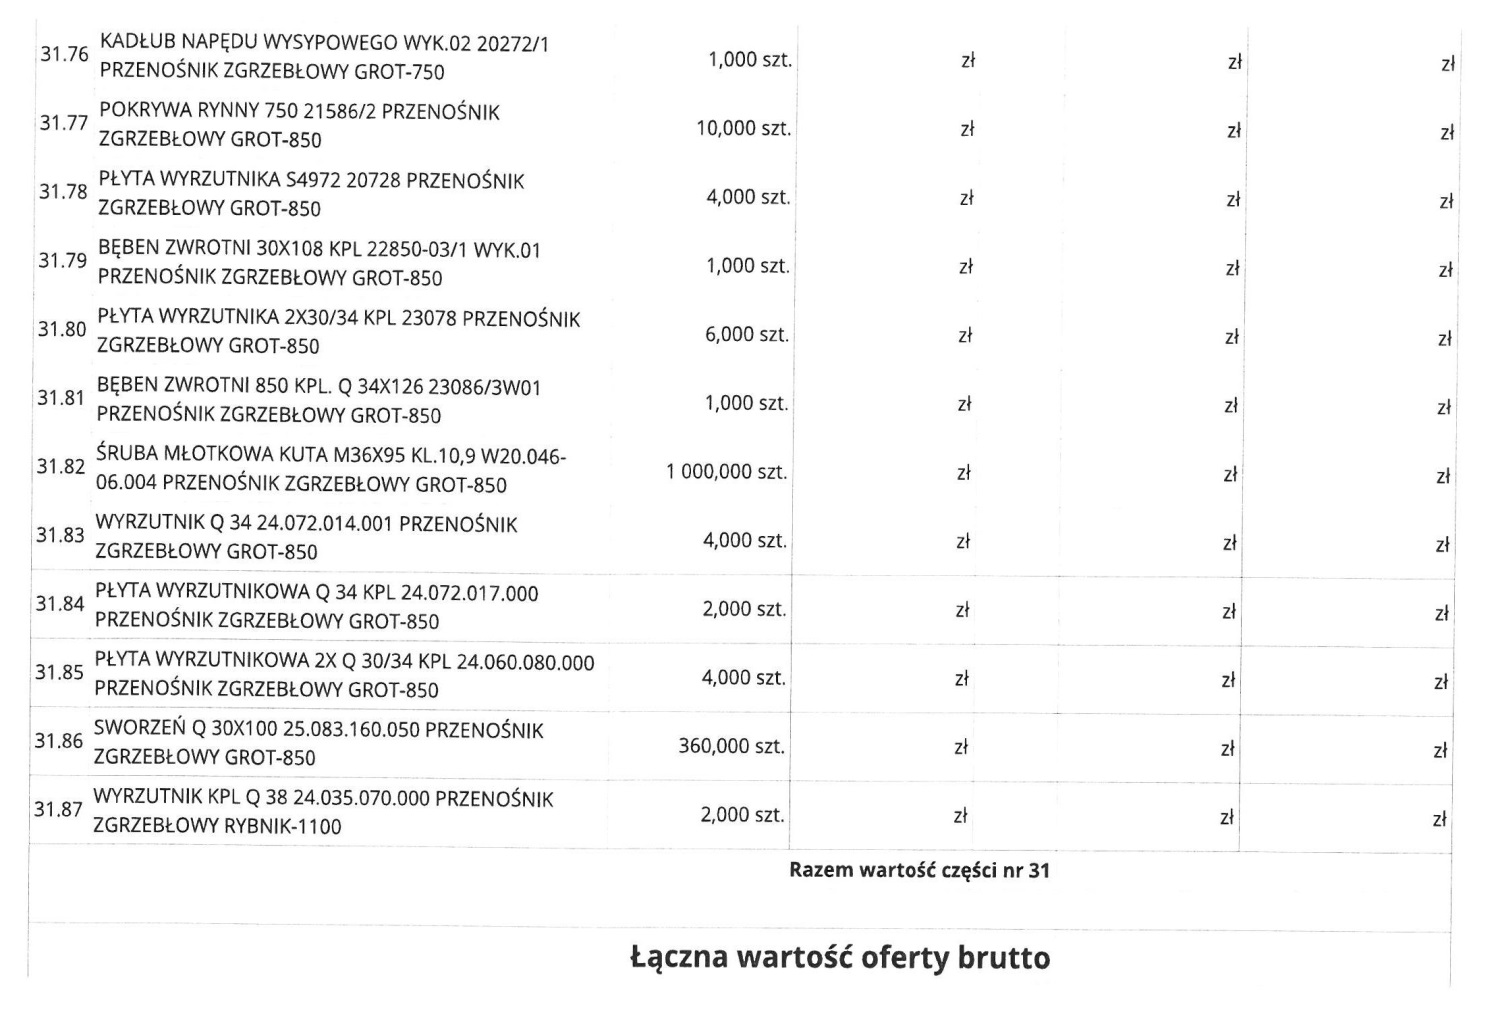 31.76 KADŁUB NAPĘDU WYSYPOWEGO WYK.02 20272/1
PRZENOŚNIK ZGRZEBŁOWY GROT-750 1,000 szt. zł zł zł
31.77 POKRYWA RYNNY 750 21586/2 PRZENOŚNIK
ZGRZEBŁOWY GROT-850 10,000 szt. zł zł zł
31.78 PŁYTA WYRZUTNIKA S4972 20728 PRZENOŚNIK
ZGRZEBŁOWY GROT-850 4,000 szt. zł zł zł
31.79 BĘBEN ZWROTNI 30X108 KPL 22850-03/1 WYK.01
PRZENOŚNIK ZGRZEBŁOWY GROT-850 1,000 szt. zł zł zł
31.80 PŁYTA WYRZUTNIKA 2X30/34 KPL 23078 PRZENOŚNIK
ZGRZEBŁOWY GROT-850 6,000 szt. zł zł zł
31.81 BĘBEN ZWROTNI 850 KPL. Q 34X126 23086/3W01
PRZENOŚNIK ZGRZEBŁOWY GROT-850 1,000 szt. zł zł zł
31.82 ŚRUBA MŁOTKOWA KUTA M36X95 KL.10,9 W20.046-
06.004 PRZENOŚNIK ZGRZEBŁOWY GROT-850 1 000,000 szt. zł zł zł
31.83 WYRZUTNIK Q 34 24.072.014.001 PRZENOŚNIK
ZGRZEBŁOWY GROT-850 4,000 szt. zł zł zł
31.84 PŁYTA WYRZUTNIKOWA Q 34 KPL 24.072.017.000
PRZENOŚNIK ZGRZEBŁOWY GROT-850 2,000 szt. zł zł zł
31.85 PŁYTA WYRZUTNIKOWA 2X Q 30/34 KPL 24.060.080.000
PRZENOŚNIK ZGRZEBŁOWY GROT-850 4,000 szt. zł zł zł
31.86 SWORZEŃ Q 30X100 25.083.160.050 PRZENOŚNIK
ZGRZEBŁOWY GROT-850 360,000 szt. zł zł zł
31.87 WYRZUTNIK KPL Q 38 24.035.070.000 PRZENOŚNIK
ZGRZEBŁOWY RYBNIK-1100 2,000 szt. zł zł zł
Razem wartość części nr 31
Łączna wartość oferty brutto